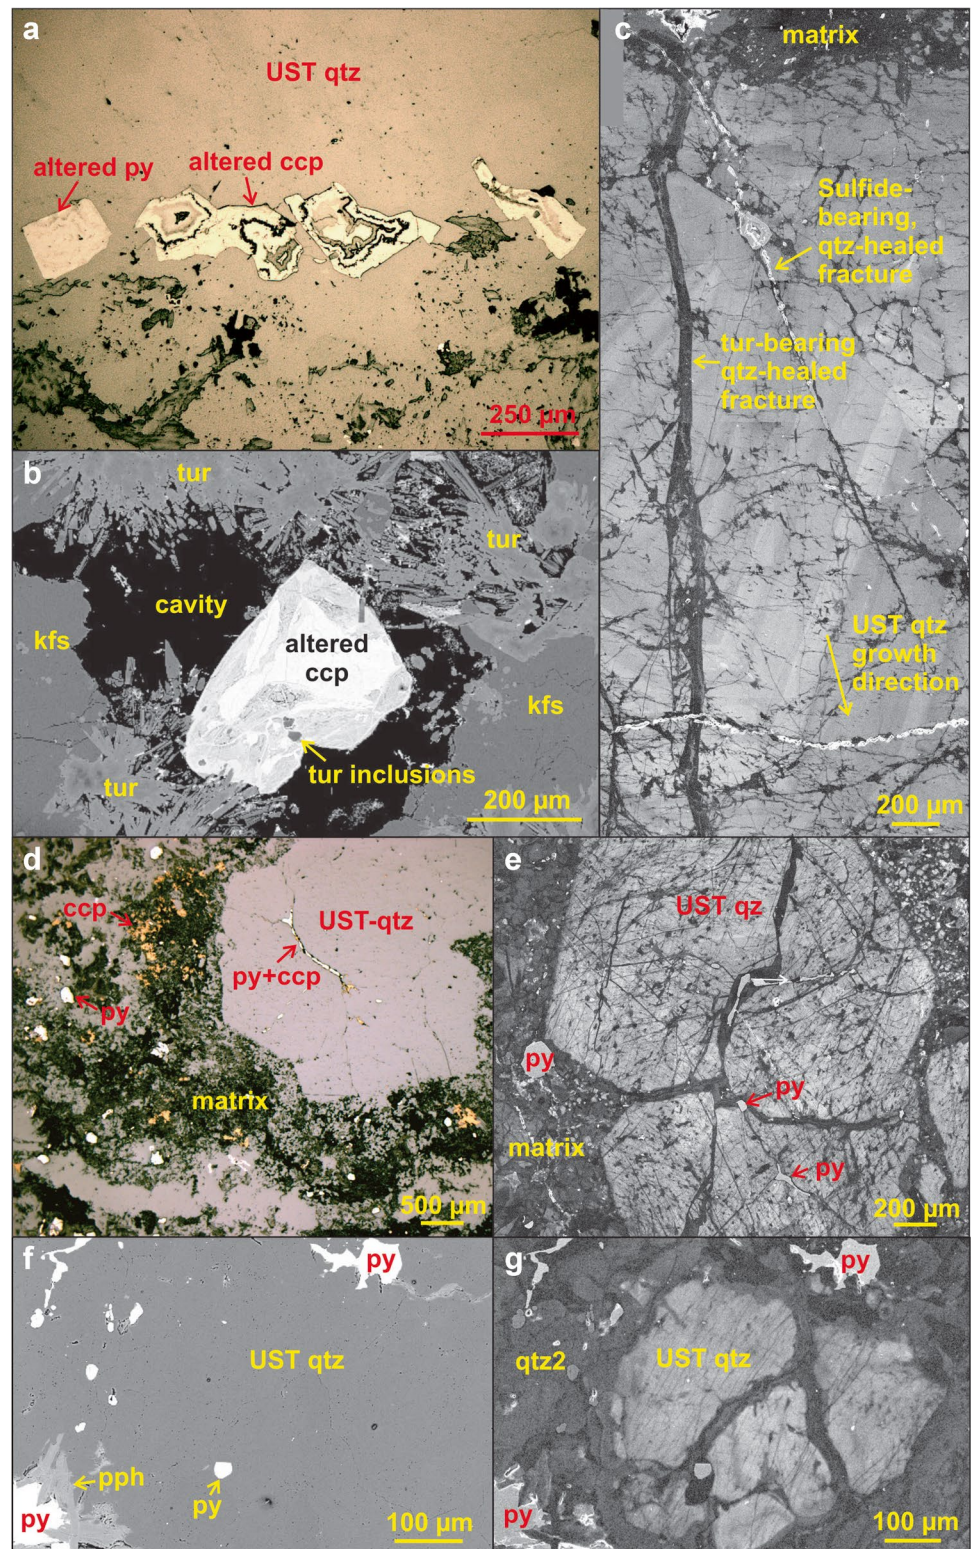 a
UST qtz
altered py
altered ccp
250 µm
b
tur
tur
cavity
kfs
altered
ccp
kfs
tur
tur inclusions
200 µm
c
matrix
Sulfide-
bearing,
qtz-healed
fracture
tur-bearing
qtz-healed
fracture
UST qtz
growth
direction
200 µm
d
ccp
UST-qtz
py+ccp
py
matrix
500 µm
e
UST qz
py
py
matrix
py
200 µm
f
py
UST qtz
pph
py
py
100 µm
g
py
qtz2
UST qtz
py
100 µm